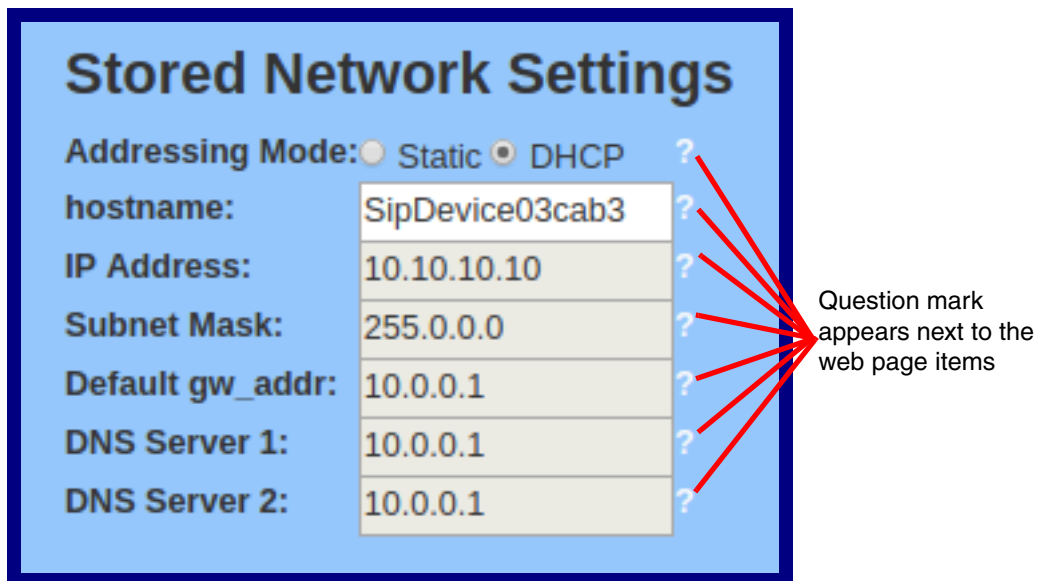 Stored Network Settings
Addressing Mode: Static DHCP ?
hostname: SipDevice03cab3 ?
IP Address: 10.10.10.10 ?
Subnet Mask: 255.0.0.0 ?
Default gw_addr: 10.0.0.1 ?
DNS Server 1: 10.0.0.1 ?
DNS Server 2: 10.0.0.1 ?
Question mark
appears next to the
web page items